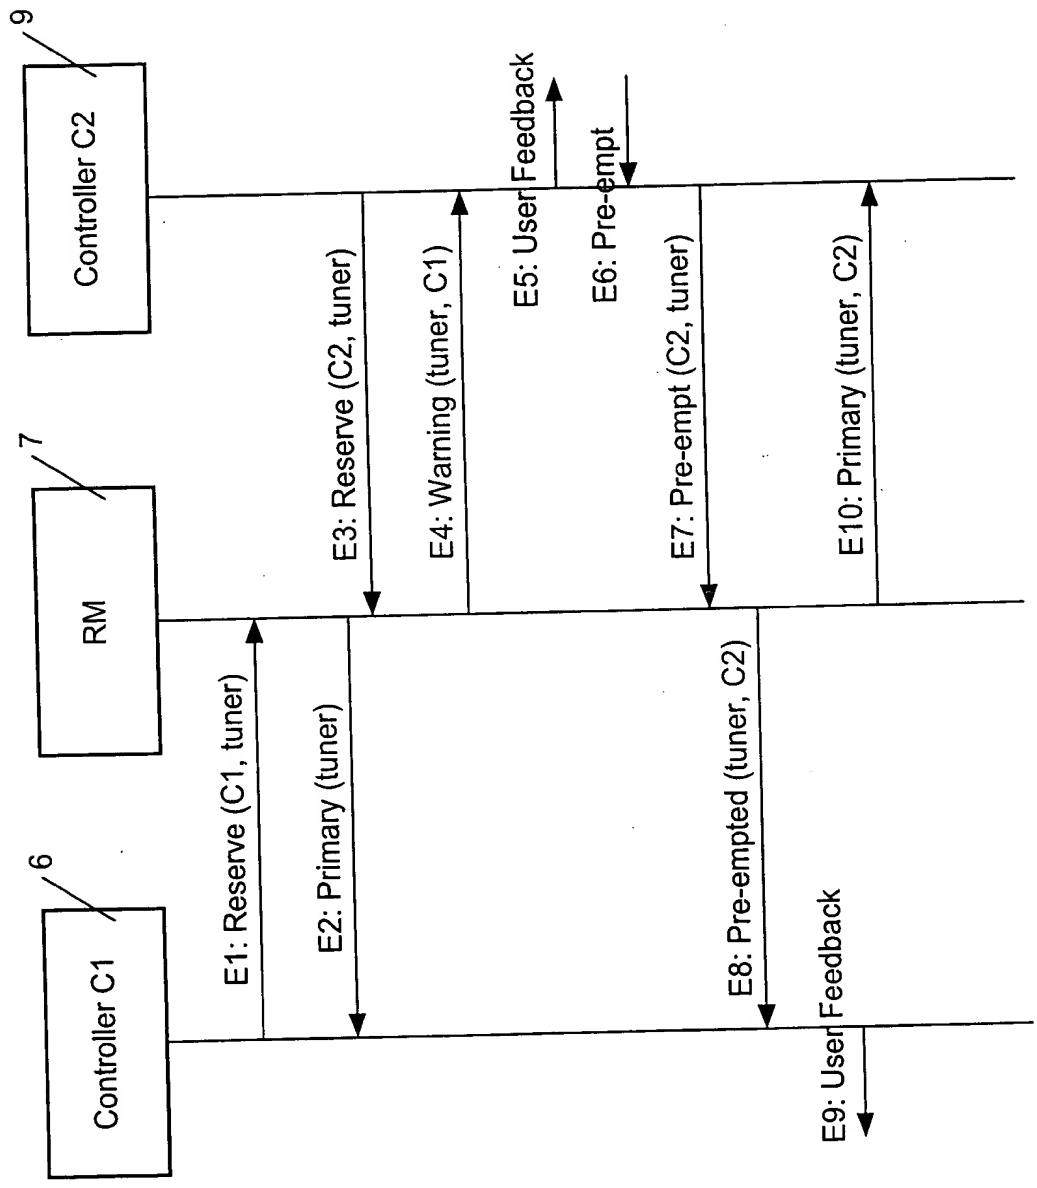 Controller C1
6
RM
7
Controller C2
9
E1: Reserve (C1, tuner)
E2: Primary (tuner)
E3: Reserve (C2, tuner)
E4: Warning (tuner, C1)
E5: User Feedback
E6: Pre-empt
E7: Pre-empt (C2, tuner)
E8: Pre-empted (tuner, C2)
E9: User Feedback
E10: Primary (tuner, C2)